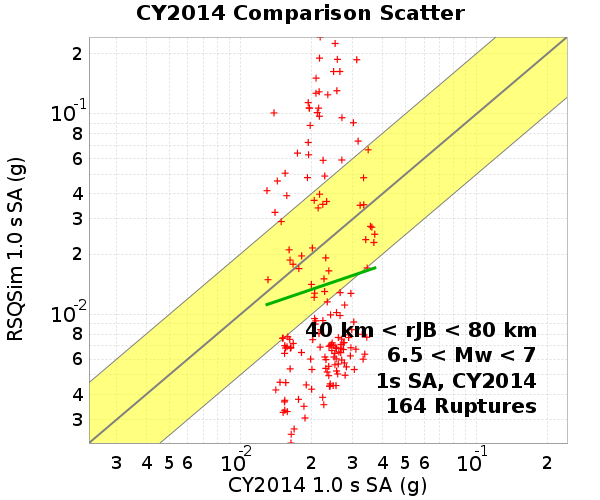 CY2014 Comparison Scatter
RSQSim 1.0 s SA (g)
2
10-1
8
6
4
3
2
10-2
8
6
4
3
40 km < rJB < 80 km
6.5 < Mw < 7
1s SA, CY2014
164 Ruptures
3 4 5 6 10-2 2 3 4 5 6 10-1 2
CY2014 1.0 s SA (g)